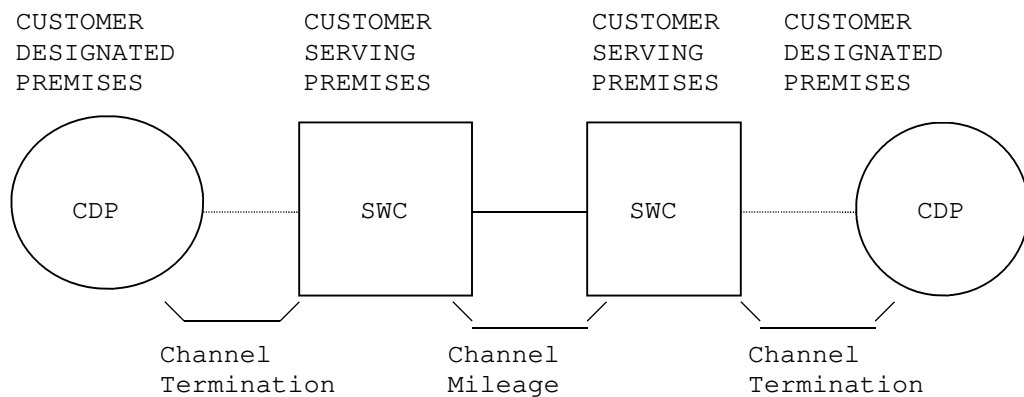 CUSTOMER DESIGNATED PREMISES
CUSTOMER SERVING PREMISES
CUSTOMER SERVING PREMISES
CUSTOMER DESIGNATED PREMISES
CDP
SWC
SWC
CDP
Channel Termination
Channel Mileage
Channel Termination